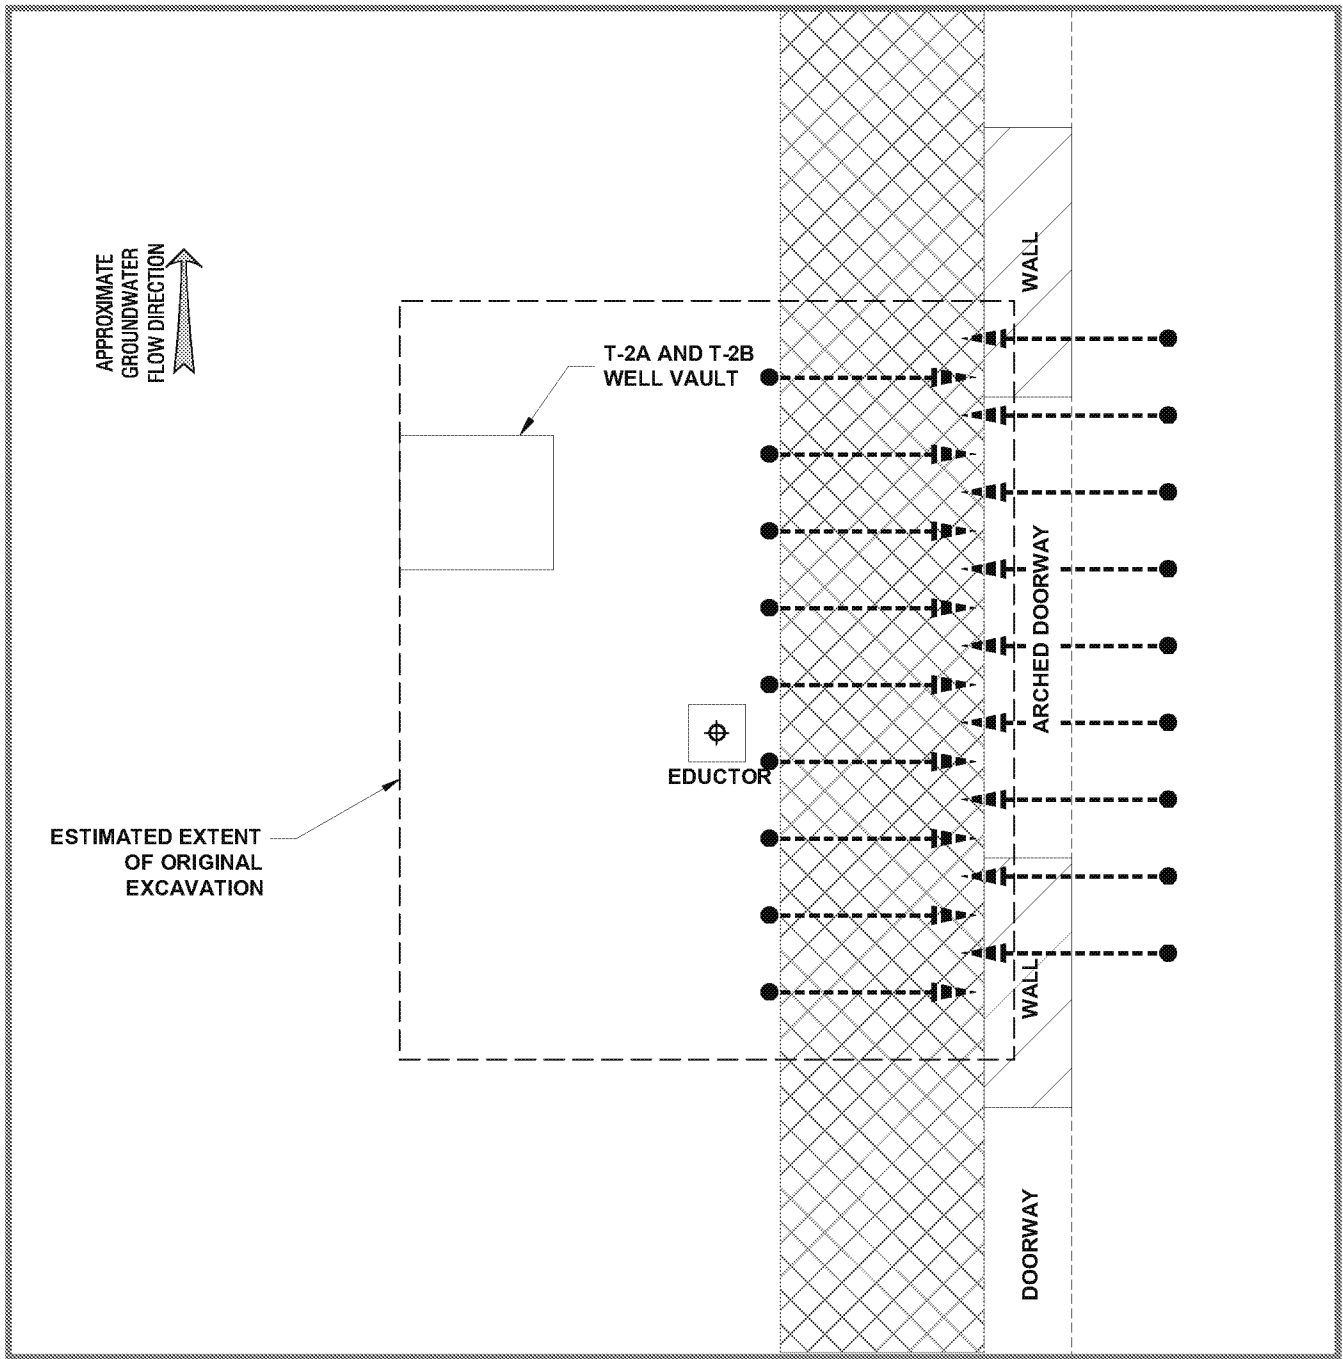 WALL
APPROXIMATE
GROUNDWATER
FLOW DIRECTION
T-2A AND T-2B
WELL VAULT
ARCHED DOORWAY
EDUCTOR
ESTIMATED EXTENT
OF ORIGINAL
EXCAVATION
WALL
DOORWAY